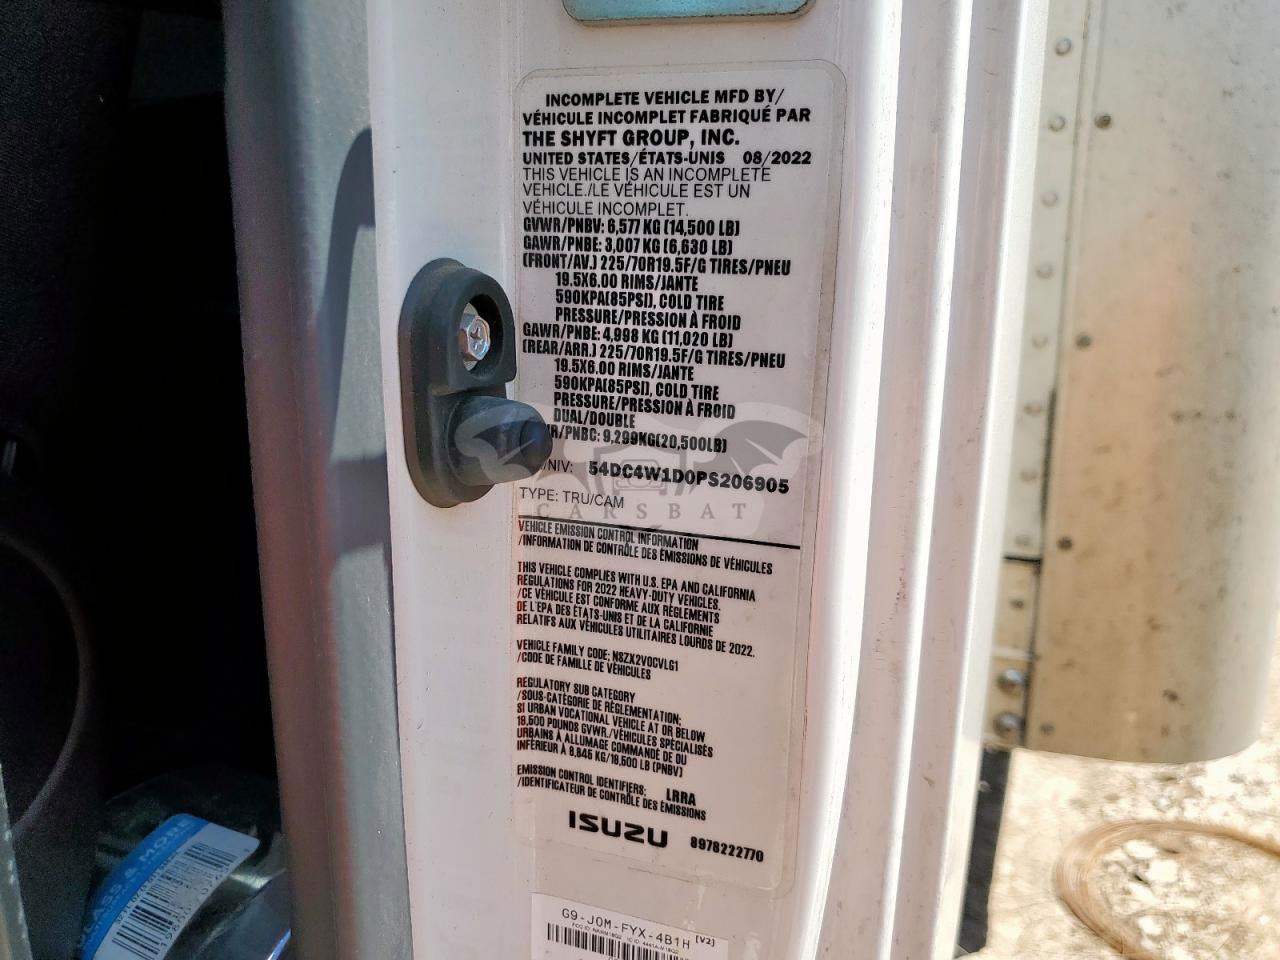 INCOMPLETE VEHICLE MFD BY/
VÉHICULE INCOMPLET FABRIQUÉ PAR
THE SHYFT GROUP, INC.
UNITED STATES/ÉTATS-UNIS 08/2022
THIS VEHICLE IS AN INCOMPLETE
VEHICLE./LE VÉHICULE EST UN
VÉHICULE INCOMPLET.
GVWR/PNBV: 6,577 KG (14,500 LB)
GAWR/PNBE: 3,007 KG (6,630 LB)
(FRONT/AV.) 225/70R19.5F/G TIRES/PNEU
19.5X6.00 RIMS/JANTE
590KPA(85PSI), COLD TIRE
PRESSURE/PRESSION À FROID
GAWR/PNBE: 4,998 KG (11,020 LB)
(REAR/ARR.) 225/70R19.5F/G TIRES/PNEU
19.5X6.00 RIMS/JANTE
590KPA(85PSI), COLD TIRE
PRESSURE/PRESSION À FROID
DUAL/DOUBLE
/PNBC: 9,299KG(20,500LB)
/NIV: 54DC4W1D0PS206905
TYPE: TRU/CAM
CARSBAT
VEHICLE EMISSION CONTROL INFORMATION
/INFORMATION DE CONTRÔLE DES ÉMISSIONS DE VÉHICULES
THIS VEHICLE COMPLIES WITH U.S. EPA AND CALIFORNIA
REGULATIONS FOR 2022 HEAVY-DUTY VEHICLES.
/CE VÉHICULE EST CONFORME AUX RÈGLEMENTS
DE L'EPA DES ÉTATS-UNIS ET DE LA CALIFORNIE
RELATIFS AUX VÉHICULES UTILITAIRES LOURDS DE 2022.
VEHICLE FAMILY CODE: NSZX2VOCVLG1
/CODE DE FAMILLE DE VÉHICULES
REGULATORY SUB CATEGORY
/SOUS-CATÉGORIE DE RÈGLEMENTATION:
SI URBAN VOCATIONAL VEHICLE AT OR BELOW
19,500 POUNDS GVWR./VÉHICULES SPÉCIALISÉS
URBAINS À ALLUMAGE COMMANDÉ DE OU
INFÉRIEUR À 8,845 KG/19,500 LB (PNBV)
EMISSION CONTROL IDENTIFIERS: LRRA
/IDENTIFICATEUR DE CONTRÔLE DES ÉMISSIONS
ISUZU 8978222770
G9-J0M-FYX-4B1H [V2]
& MORE